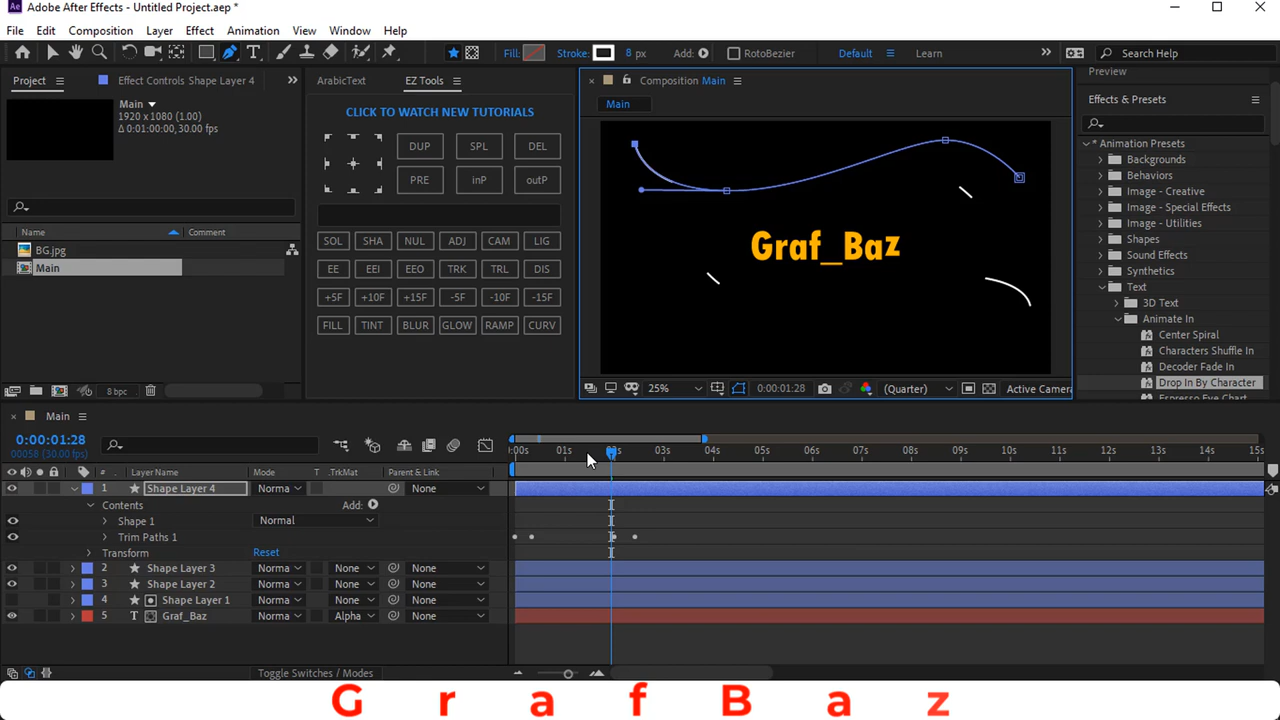 Adobe After Effects - Untitled Project.aep *
File Edit Composition Layer Effect Animation View Window Help
Fill: Stroke: 8 px Add: RotoBezier Default Learn Search Help
Project Effect Controls Shape Layer 4
Main
1920 x 1080 (1.00)
Δ 0:01:00:00, 30.00 fps
Name Comment
BG.jpg
Main
8 bpc
ArabicText EZ Tools
CLICK TO WATCH NEW TUTORIALS
DUP SPL DEL
PRE inP outP
SOL SHA NUL ADJ CAM LIG
EE EEI EEO TRK TRL DIS
+5F +10F +15F -5F -10F -15F
FILL TINT BLUR GLOW RAMP CURV
Composition Main
Main
Graf_Baz
25% 0:00:01:28 (Quarter) Active Camera
Preview
Effects & Presets
* Animation Presets
Backgrounds
Behaviors
Image - Creative
Image - Special Effects
Image - Utilities
Shapes
Sound Effects
Synthetics
Text
3D Text
Animate In
Center Spiral
Characters Shuffle In
Decoder Fade In
Drop In By Character
Espresso Eye Chart
Main
0:00:01:28
00058 (30.00 fps)
:00s 01s 02s 03s 04s 05s 06s 07s 08s 09s 10s 11s 12s 13s 14s 15s
# Layer Name Mode T TrkMat Parent & Link
1 Shape Layer 4 Norma None
Contents Add:
Shape 1 Normal
Trim Paths 1
Transform Reset
2 Shape Layer 3 Norma None None
3 Shape Layer 2 Norma None None
4 Shape Layer 1 Norma None None
5 T Graf_Baz Norma Alpha None
Toggle Switches / Modes
G r a f B a z